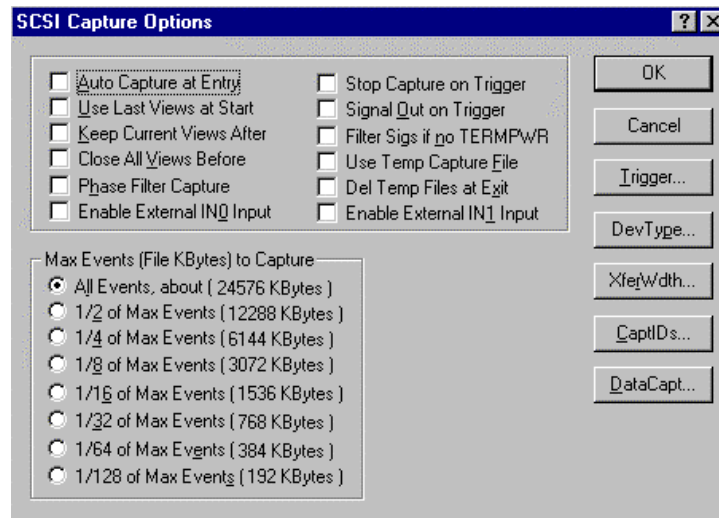 SCSI Capture Options
Auto Capture at Entry
Use Last Views at Start
Keep Current Views After
Close All Views Before
Phase Filter Capture
Enable External IN0 Input
Stop Capture on Trigger
Signal Out on Trigger
Filter Sigs if no TERMPWR
Use Temp Capture File
Del Temp Files at Exit
Enable External IN1 Input
Max Events (File KBytes) to Capture
All Events, about ( 24576 KBytes )
1/2 of Max Events ( 12288 KBytes )
1/4 of Max Events ( 6144 KBytes )
1/8 of Max Events ( 3072 KBytes )
1/16 of Max Events ( 1536 KBytes )
1/32 of Max Events ( 768 KBytes )
1/64 of Max Events ( 384 KBytes )
1/128 of Max Events ( 192 KBytes )
OK
Cancel
Trigger...
DevType...
XferWdth...
CaptIDs...
DataCapt...